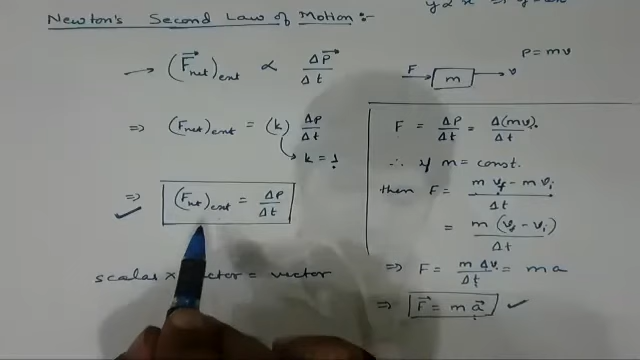 Newton's Second Law of Motion :-
→ (F⃗net)ext ∝ ΔP⃗/Δt
⇒ (Fnet)ext = (k) ΔP/Δt
k = 1
⇒ (Fnet)ext = ΔP/Δt ✓
scalar × vector = vector
P = mv
F → m → v
F = ΔP/Δt = Δ(mv)/Δt
∴ if m = const.
then F = (m vf - m vi)/Δt
= m (vf - vi)/Δt
⇒ F = m Δv/Δt = m a
⇒ F⃗ = m a⃗ ✓